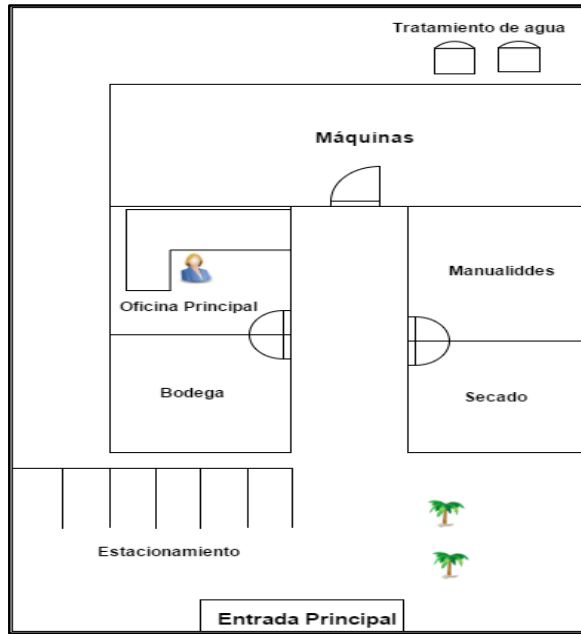 Tratamiento de agua
Máquinas
Manualiddes
Oficina Principal
Bodega
Secado
Estacionamiento
Entrada Principal